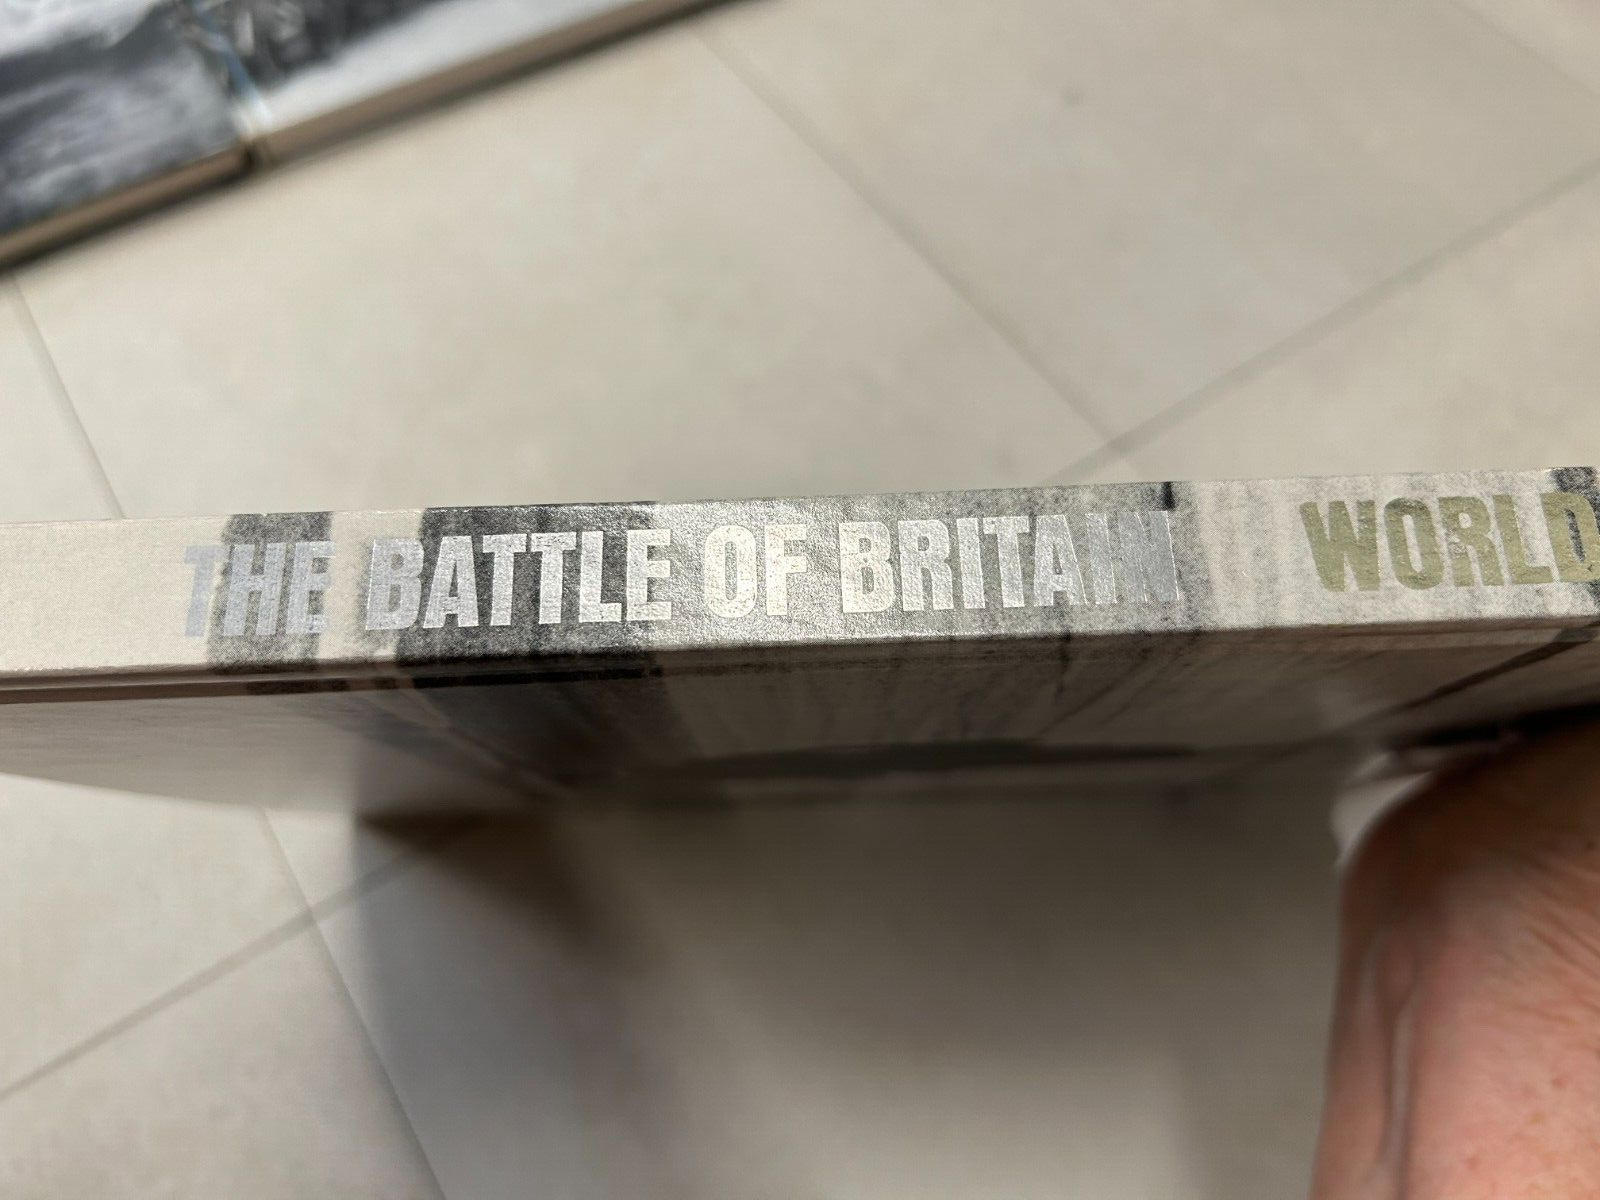 THE BATTLE OF BRITAIN WORLD